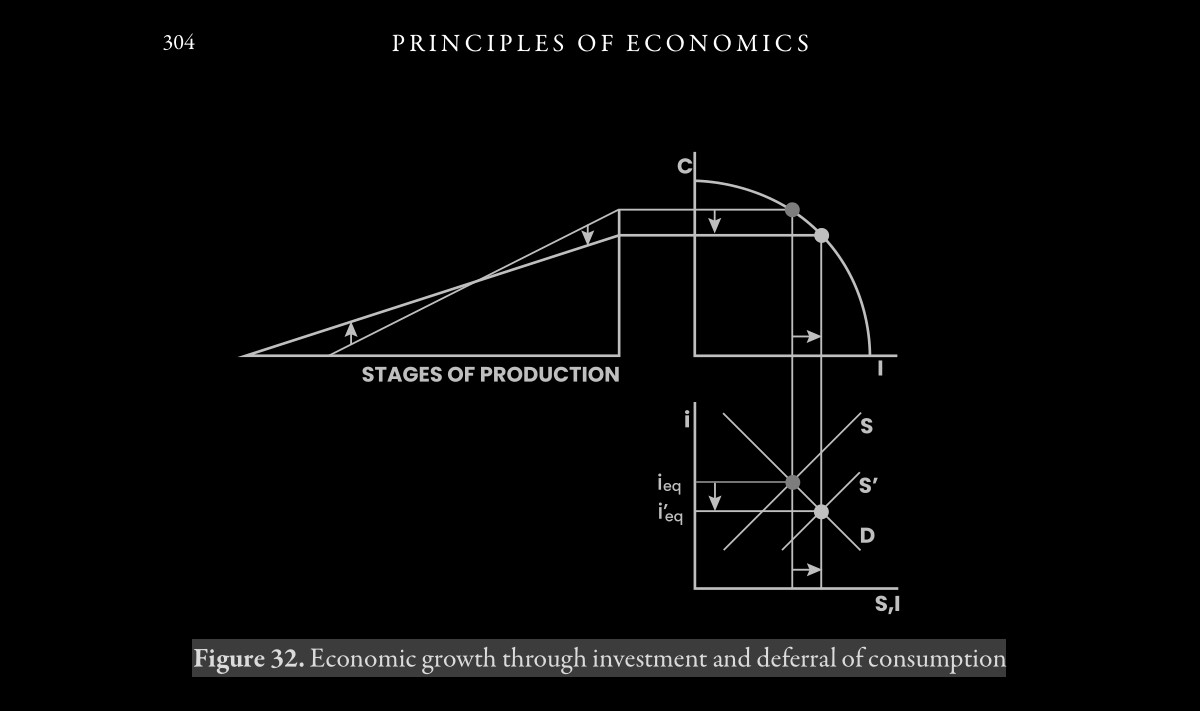 304
PRINCIPLES OF ECONOMICS
C
STAGES OF PRODUCTION
I
i
S
i eq
S’
i’eq
D
S,I
Figure 32. Economic growth through investment and deferral of consumption